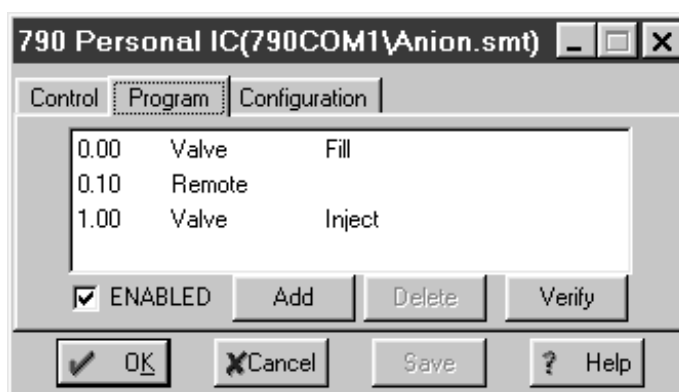 790 Personal IC(790COM1\Anion.smt)
Control Program Configuration
0.00 Valve Fill
0.10 Remote
1.00 Valve Inject
ENABLED Add Delete Verify
OK Cancel Save ? Help